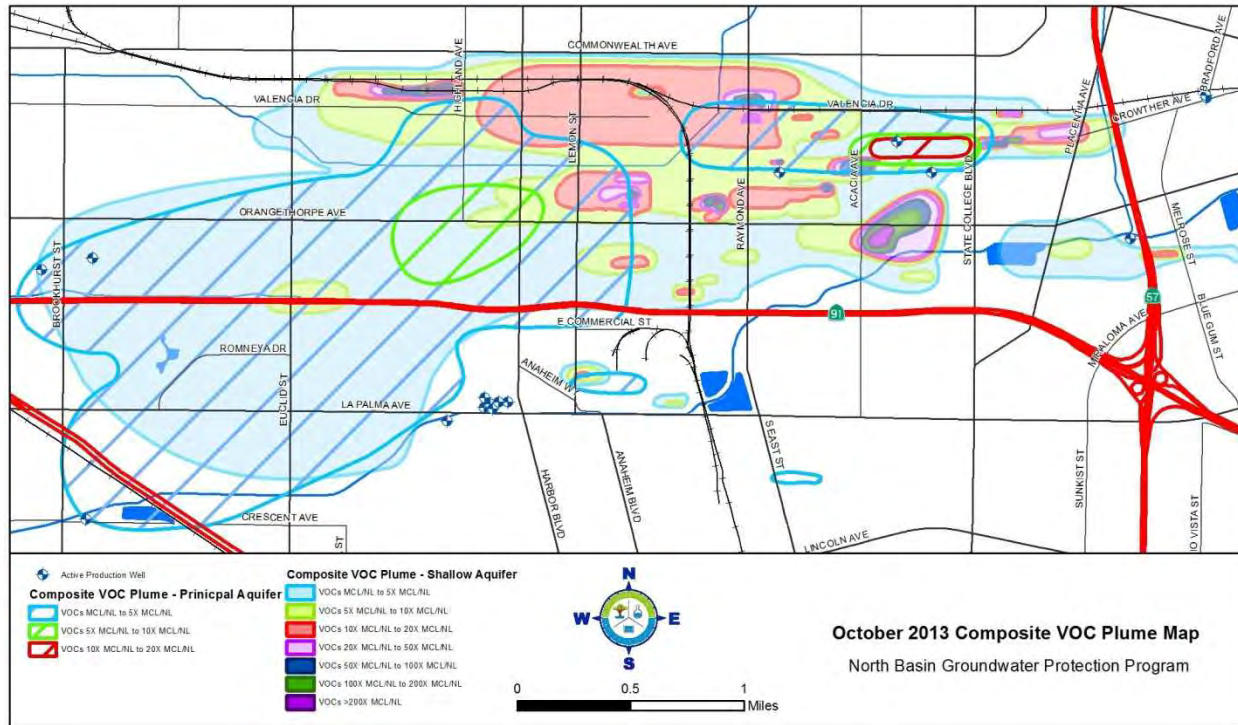 COMMONWEALTH AVE
BRADFORD AVE
HIGHLAND AVE
VALENCIA DR
VALENCIA DR
CROWTHER AVE
PLACENTIA AVE
LEMON ST
ACACIA AVE
STATE COLLEGE BLVD
RAYMOND AVE
ORANGETHORPE AVE
MELROSE ST
BROOKHURST ST
57
91
E COMMERCIAL ST
MIRALOMA AVE
BLUE GUM ST
ROMNEYA DR
ANAHEIM W
EUCLID ST
LA PALMA AVE
S EAST ST
SUNKIST ST
HARBOR BLVD
ANAHEIM BLVD
CRESCENT AVE
ST
LINCOLN AVE
IO VISTA ST
Active Production Well
Composite VOC Plume - Prinicpal Aquifer
VOCs MCL/NL to 5X MCL/NL
VOCs 5X MCL/NL to 10X MCL/NL
VOCs 10X MCL/NL to 20X MCL/NL
Composite VOC Plume - Shallow Aquifer
VOCs MCL/NL to 5X MCL/NL
VOCs 5X MCL/NL to 10X MCL/NL
VOCs 10X MCL/NL to 20X MCL/NL
VOCs 20X MCL/NL to 50X MCL/NL
VOCs 50X MCL/NL to 100X MCL/NL
VOCs 100X MCL/NL to 200X MCL/NL
VOCs >200X MCL/NL
N
W E
S
0 0.5 1
Miles
October 2013 Composite VOC Plume Map
North Basin Groundwater Protection Program